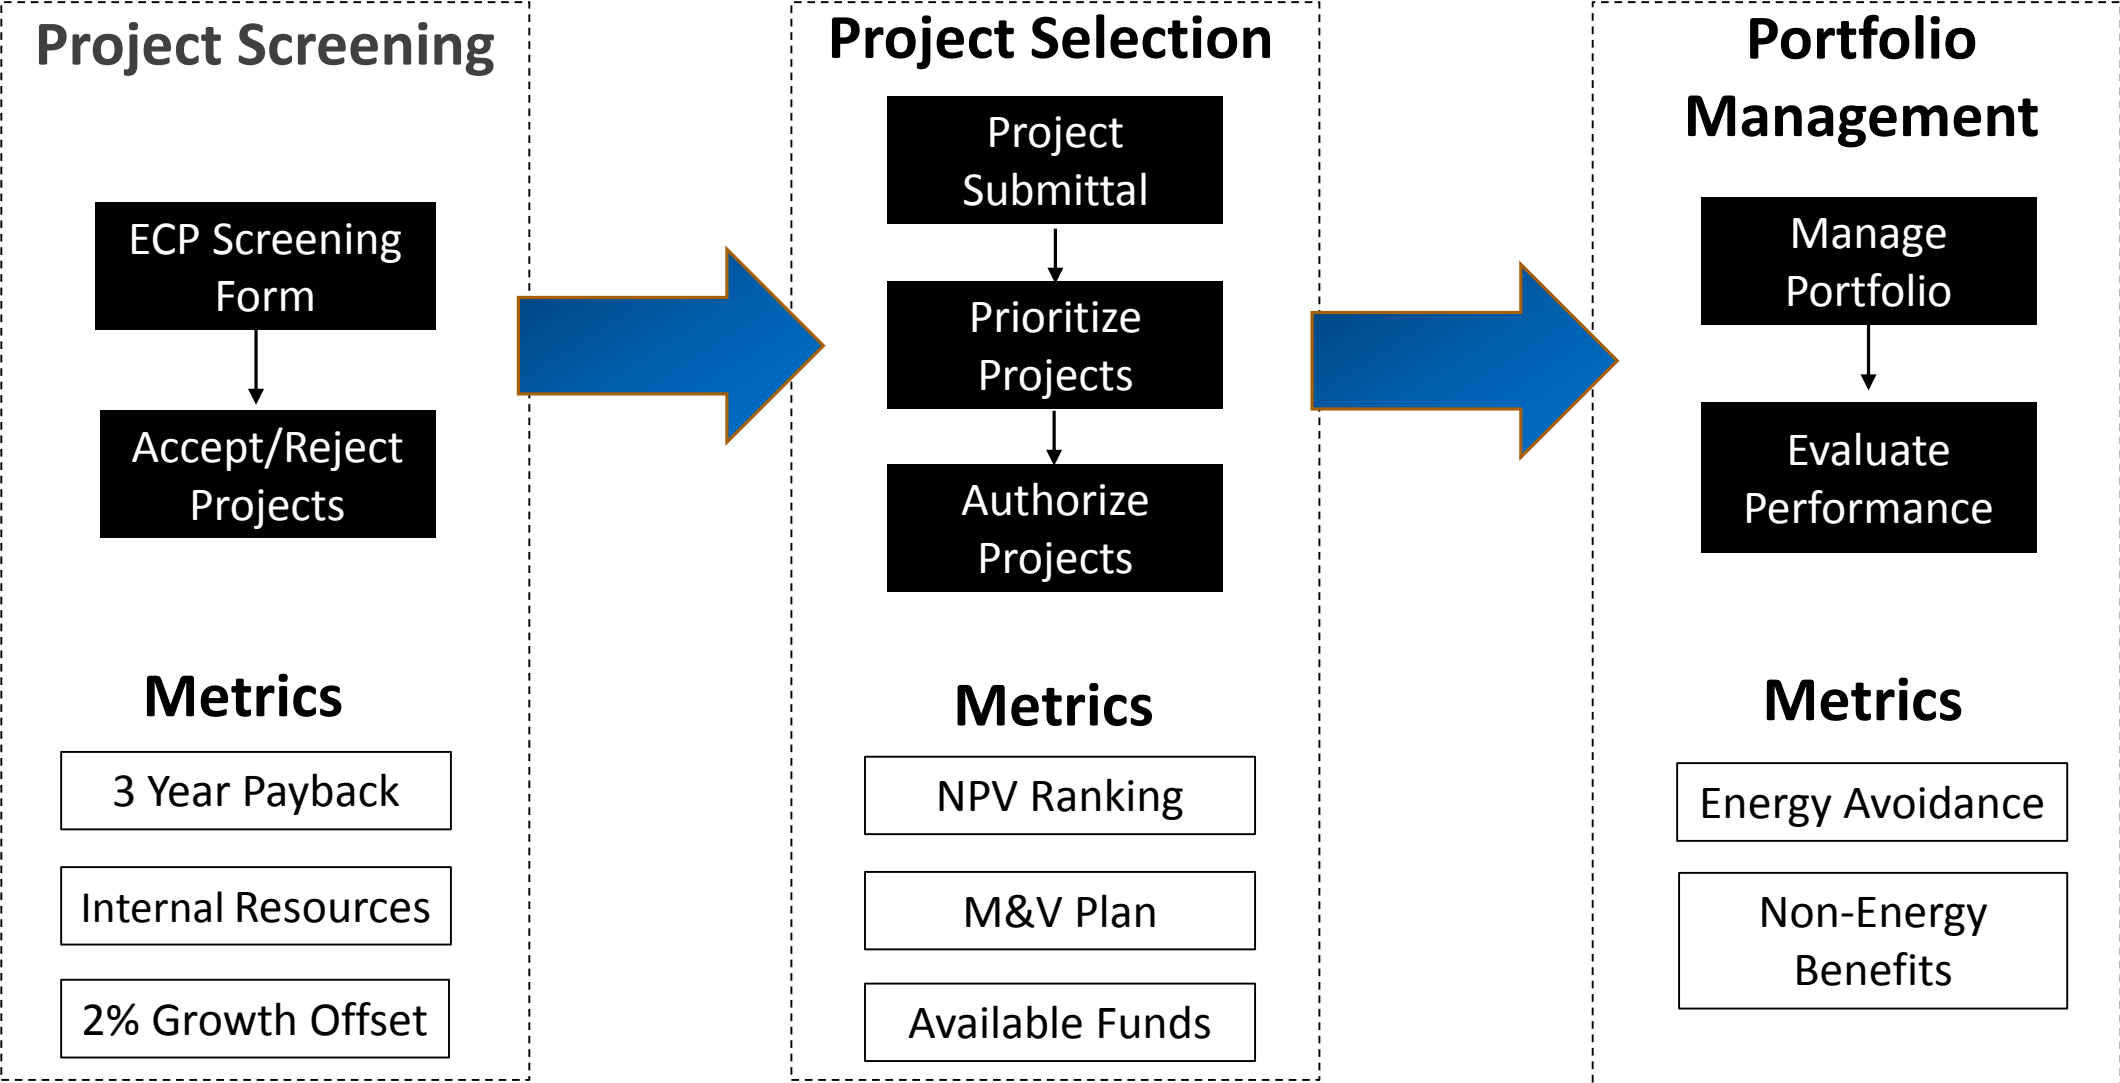 Project Screening
ECP Screening
Form
Accept/Reject
Projects
Metrics
3 Year Payback
Internal Resources
2% Growth Offset
Project Selection
Project
Submittal
Prioritize
Projects
Authorize
Projects
Metrics
NPV Ranking
M&V Plan
Available Funds
Portfolio
Management
Manage
Portfolio
Evaluate
Performance
Metrics
Energy Avoidance
Non-Energy
Benefits